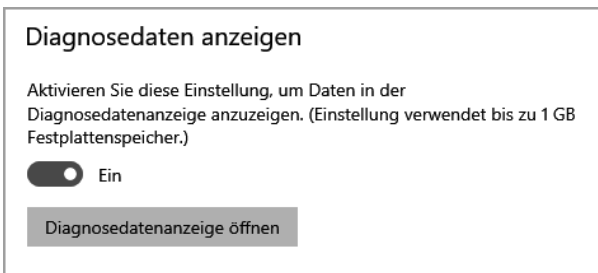 Diagnosedaten anzeigen
Aktivieren Sie diese Einstellung, um Daten in der
Diagnosedatenanzeige anzuzeigen. (Einstellung verwendet bis zu 1 GB
Festplattenspeicher.)
Ein
Diagnosedatenanzeige öffnen